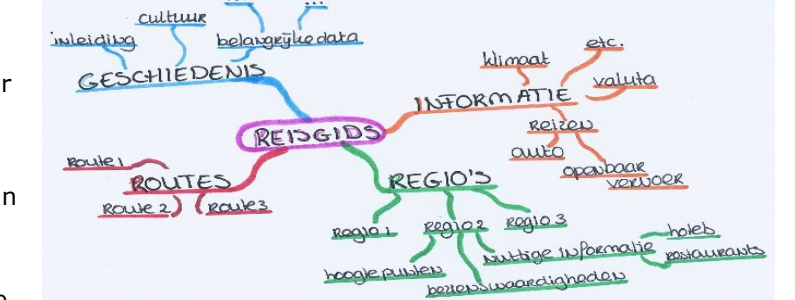 ... ...
cultuur
inleiding
belangrijke data
GESCHIEDENIS
r
klimaat
etc.
valuta
INFORMATIE
Reizen
auto
openbaar
vervoer
REISGIDS
Route 1
ROUTES
Route 2
Route 3
n
REGIO'S
Regio 1
Regio 2
Regio 3
hoogtepunten
bezienswaardigheden
Nuttige informatie
hotels
restaurants